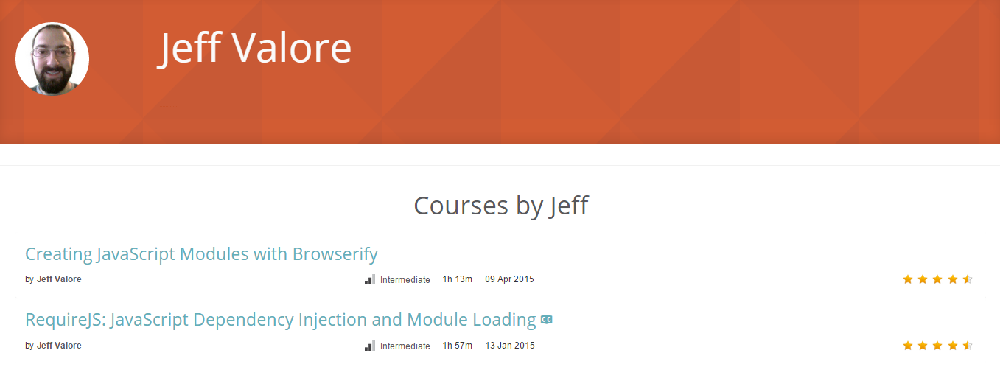 Jeff Valore
Courses by Jeff
Creating JavaScript Modules with Browserify
by Jeff Valore Intermediate 1h 13m 09 Apr 2015
RequireJS: JavaScript Dependency Injection and Module Loading CC
by Jeff Valore Intermediate 1h 57m 13 Jan 2015